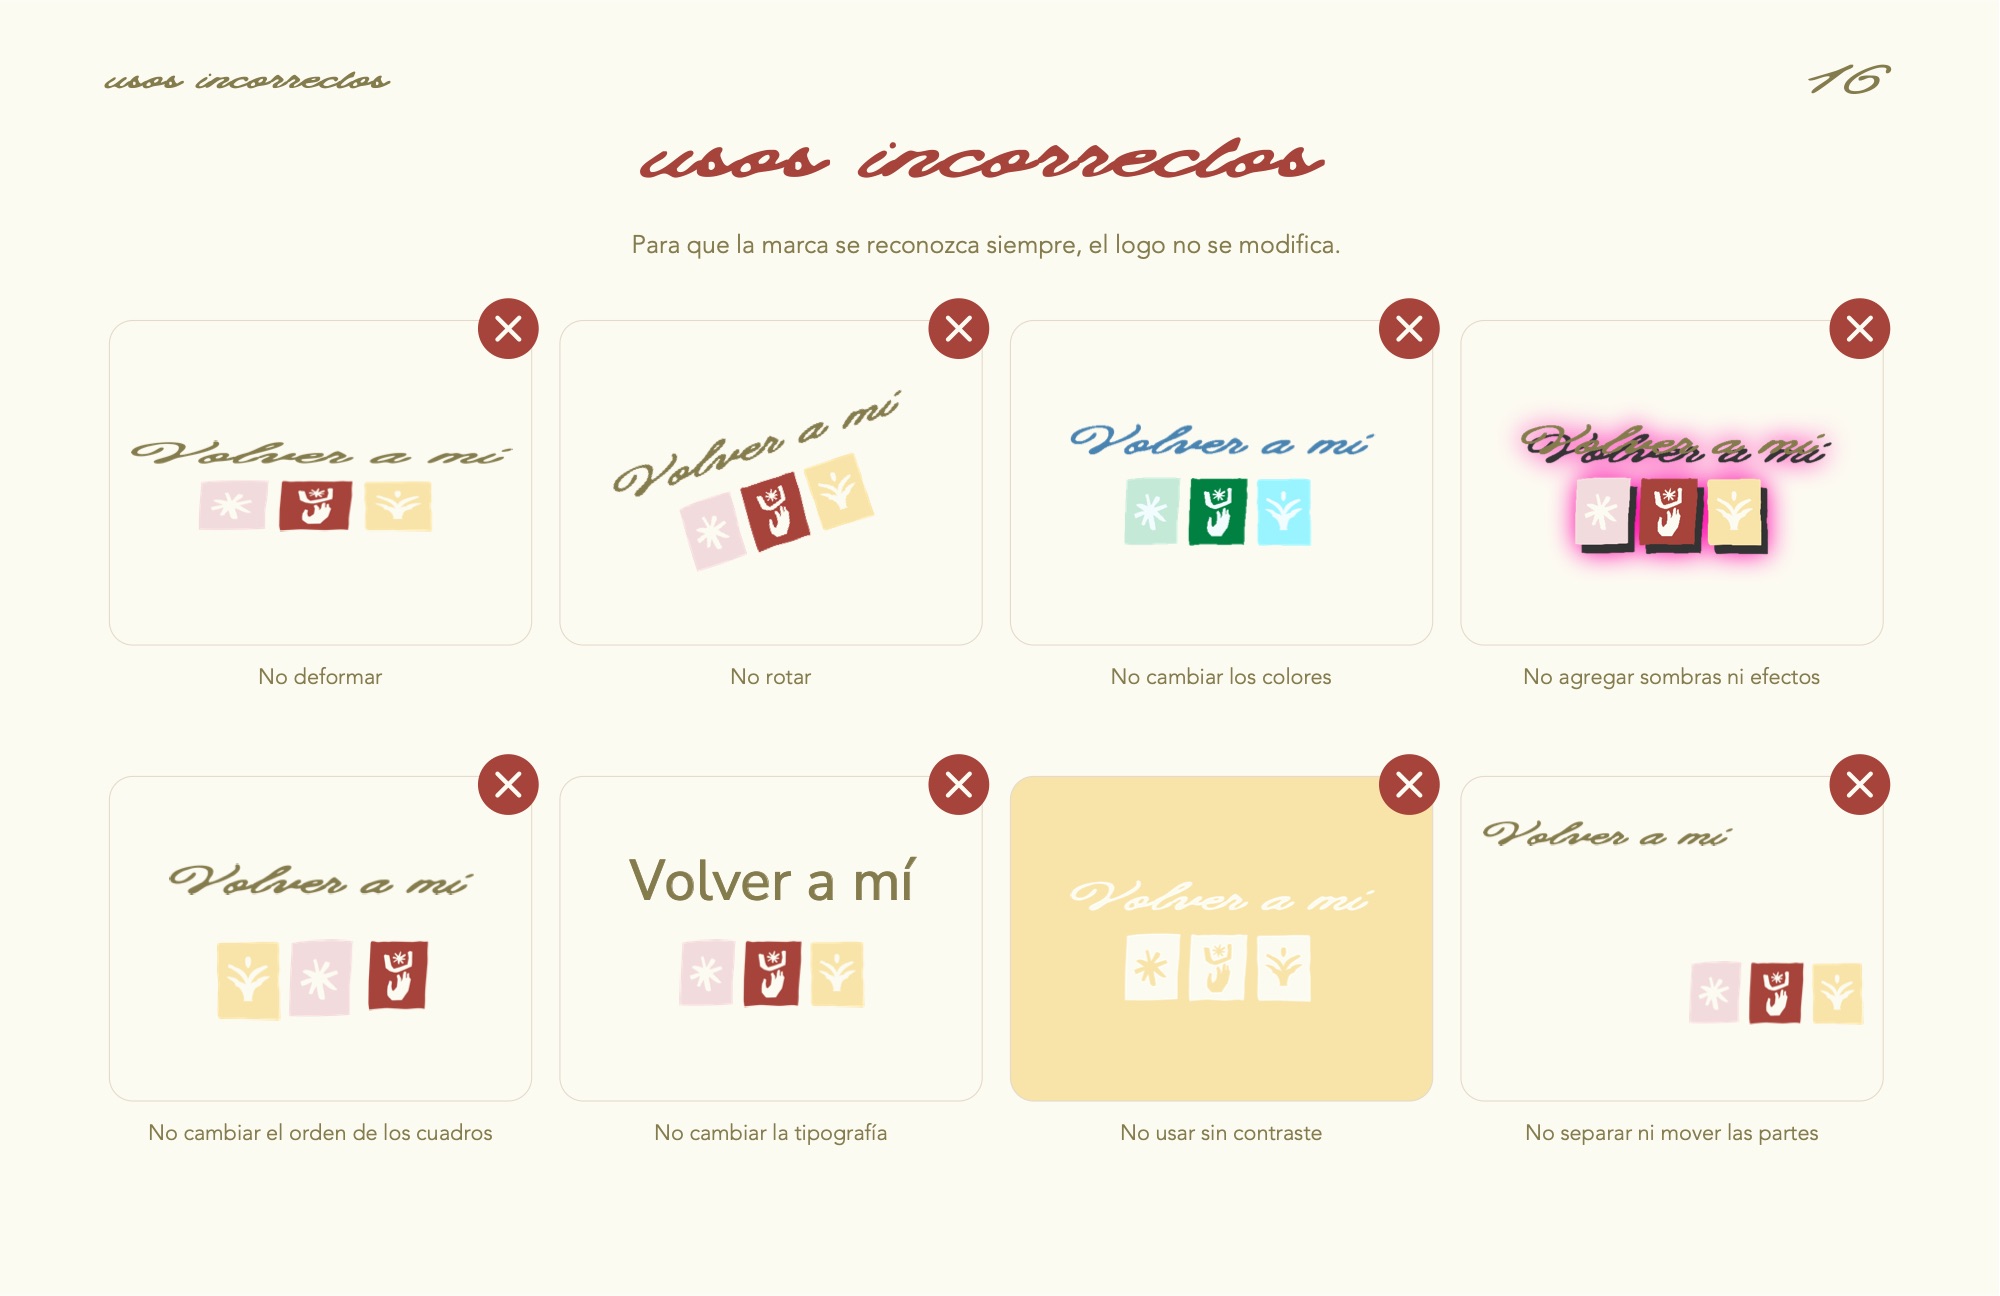 usos incorrectos
16
usos incorrectos
Para que la marca se reconozca siempre, el logo no se modifica.
Volver a mí
Volver a mí
Volver a mí
Volver a mí
No deformar
No rotar
No cambiar los colores
No agregar sombras ni efectos
Volver a mí
Volver a mí
Volver a mí
Volver a mí
No cambiar el orden de los cuadros
No cambiar la tipografía
No usar sin contraste
No separar ni mover las partes